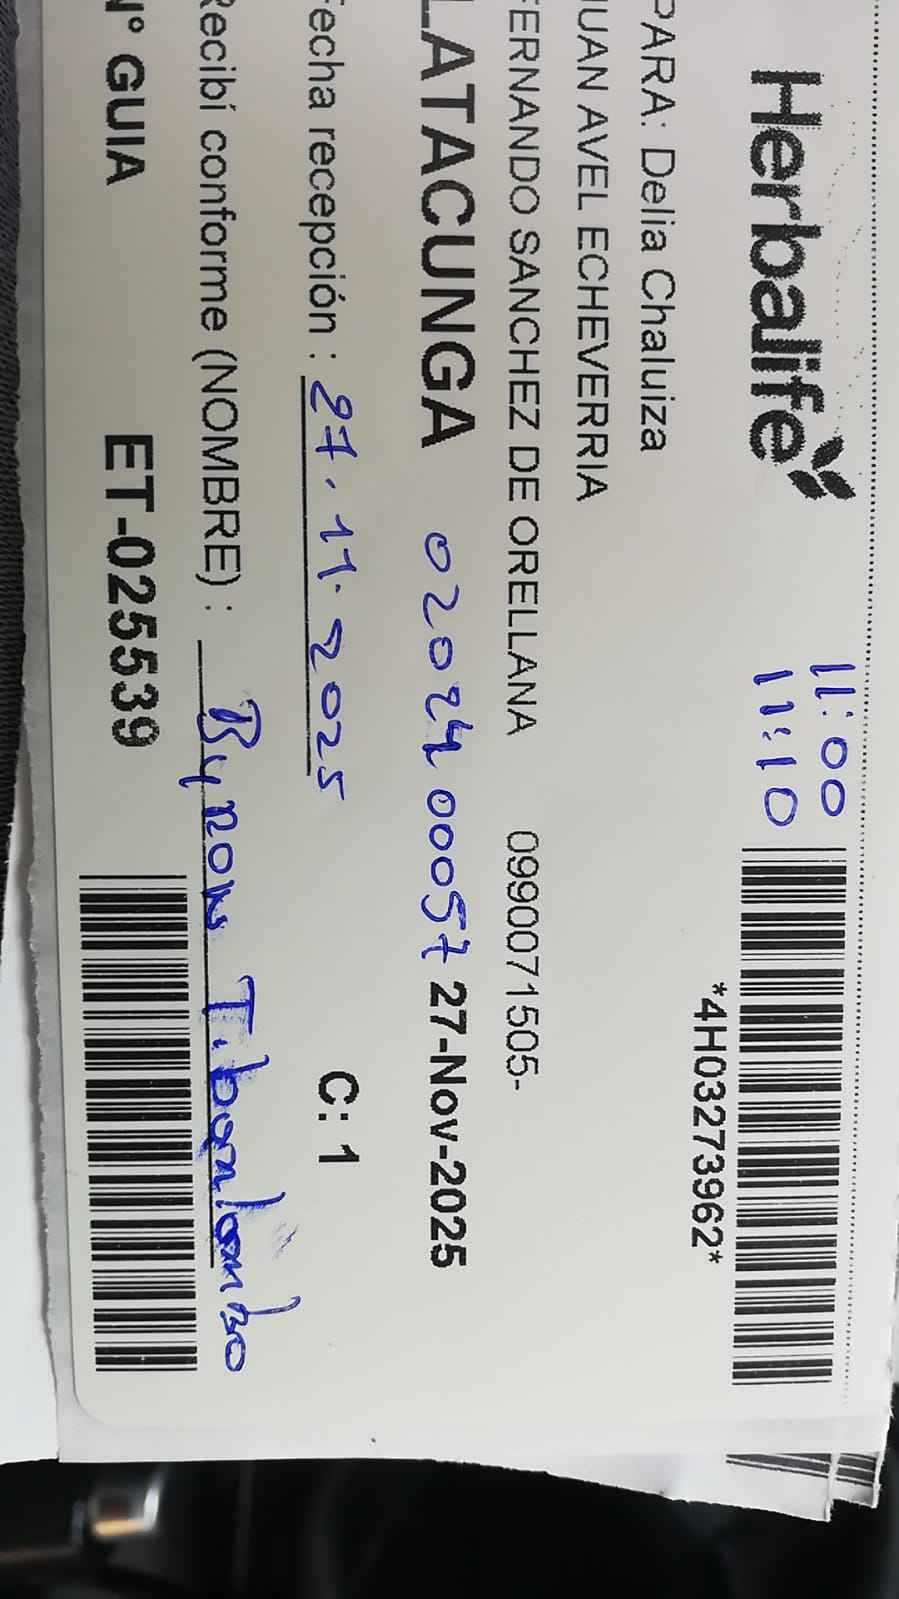 Herbalife
11:00
11:10
*4H03273962*
PARA: Delia Chaluiza
JUAN AVEL ECHEVERRIA
FERNANDO SANCHEZ DE ORELLANA 0990071505-
LATACUNGA 0202400057 27-Nov-2025
Fecha recepción : 27.11.2025 C: 1
Recibí conforme (NOMBRE) : Byron
N° GUIA ET-025539